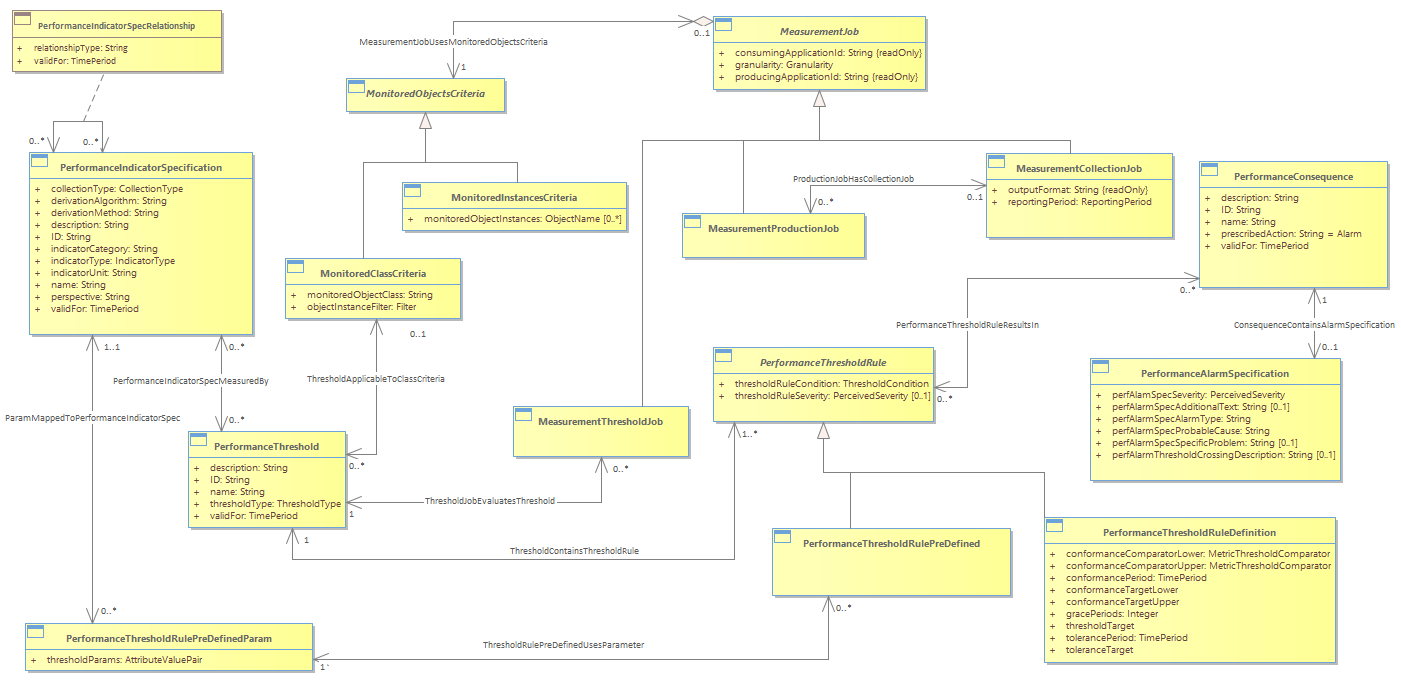 PerformanceIndicatorSpecRelationship
+ relationshipType: String
+ validFor: TimePeriod
0..*
0..*
PerformanceIndicatorSpecification
+ collectionType: CollectionType
+ derivationAlgorithm: String
+ derivationMethod: String
+ description: String
+ ID: String
+ indicatorCategory: String
+ indicatorType: IndicatorType
+ indicatorUnit: String
+ name: String
+ perspective: String
+ validFor: TimePeriod
MeasurementJobUsesMonitoredObjectsCriteria
0..1
1
MonitoredObjectsCriteria
MeasurementJob
+ consumingApplicationId: String {readOnly}
+ granularity: Granularity
+ producingApplicationId: String {readOnly}
MonitoredInstancesCriteria
+ monitoredObjectInstances: ObjectName [0..*]
MonitoredClassCriteria
+ monitoredObjectClass: String
+ objectInstanceFilter: Filter
0..1
ThresholdApplicableToClassCriteria
0..*
ProductionJobHasCollectionJob
0..*
0..1
MeasurementProductionJob
MeasurementCollectionJob
+ outputFormat: String {readOnly}
+ reportingPeriod: ReportingPeriod
PerformanceConsequence
+ description: String
+ ID: String
+ name: String
+ prescribedAction: String = Alarm
+ validFor: TimePeriod
0..*
PerformanceThresholdRuleResultsIn
0..*
1
ConsequenceContainsAlarmSpecification
0..1
PerformanceAlarmSpecification
+ perfAlamSpecSeverity: PerceivedSeverity
+ perfAlarmSpecAdditionalText: String [0..1]
+ perfAlarmSpecAlarmType: String
+ perfAlarmSpecProbableCause: String
+ perfAlarmSpecSpecificProblem: String [0..1]
+ perfAlarmThresholdCrossingDescription: String [0..1]
PerformanceThresholdRule
+ thresholdRuleCondition: ThresholdCondition
+ thresholdRuleSeverity: PerceivedSeverity [0..1]
1..1
0..*
PerformanceIndicatorSpecMeasuredBy
0..*
ParamMappedToPerformanceIndicatorSpec
0..*
PerformanceThreshold
+ description: String
+ ID: String
+ name: String
+ thresholdType: ThresholdType
+ validFor: TimePeriod
MeasurementThresholdJob
0..*
ThresholdJobEvaluatesThreshold
1
1
ThresholdContainsThresholdRule
1..*
PerformanceThresholdRulePreDefined
PerformanceThresholdRuleDefinition
+ conformanceComparatorLower: MetricThresholdComparator
+ conformanceComparatorUpper: MetricThresholdComparator
+ conformancePeriod: TimePeriod
+ conformanceTargetLower
+ conformanceTargetUpper
+ gracePeriods: Integer
+ thresholdTarget
+ tolerancePeriod: TimePeriod
+ toleranceTarget
0..*
ThresholdRulePreDefinedUsesParameter
1`
PerformanceThresholdRulePreDefinedParam
+ thresholdParams: AttributeValuePair